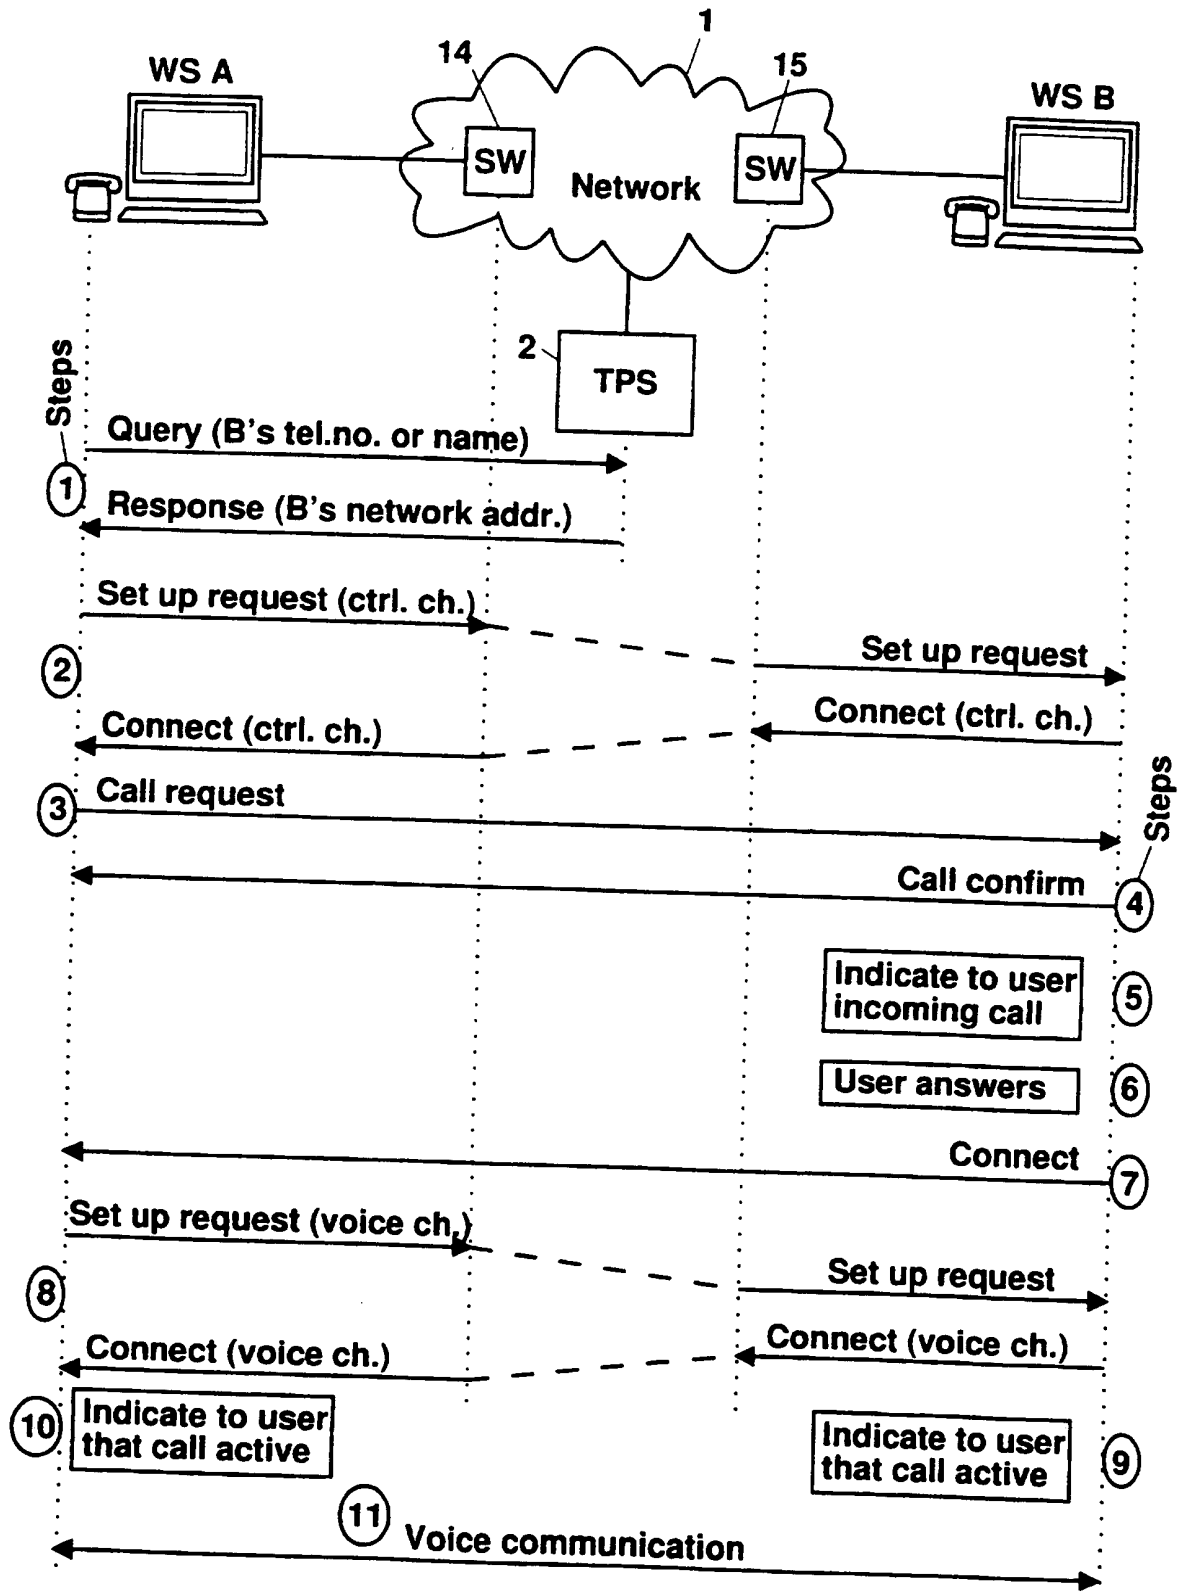 1
14
15
WS A
WS B
SW
SW
Network
2
TPS
Steps
Query (B's tel.no. or name)
1
Response (B's network addr.)
Set up request (ctrl. ch.)
Set up request
2
Connect (ctrl. ch.)
Connect (ctrl. ch.)
Steps
3
Call request
Call confirm
4
Indicate to user
incoming call
5
User answers
6
Connect
7
Set up request (voice ch.)
Set up request
8
Connect (voice ch.)
Connect (voice ch.)
10
Indicate to user
that call active
Indicate to user
that call active
9
11
Voice communication